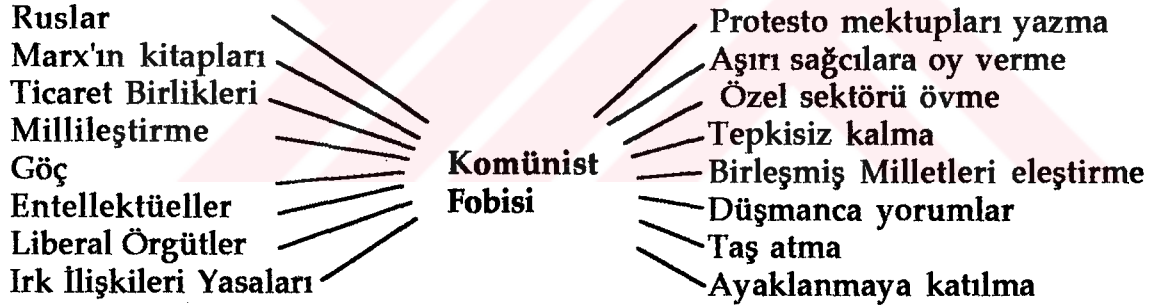 Ruslar
Marx'ın kitapları
Ticaret Birlikleri
Millileştirme
Göç
Entellektüeller
Liberal Örgütler
Irk İlişkileri Yasaları
Komünist
Fobisi
Protesto mektupları yazma
Aşırı sağcılara oy verme
Özel sektörü övme
Tepkisiz kalma
Birleşmiş Milletleri eleştirme
Düşmanca yorumlar
Taş atma
Ayaklanmaya katılma